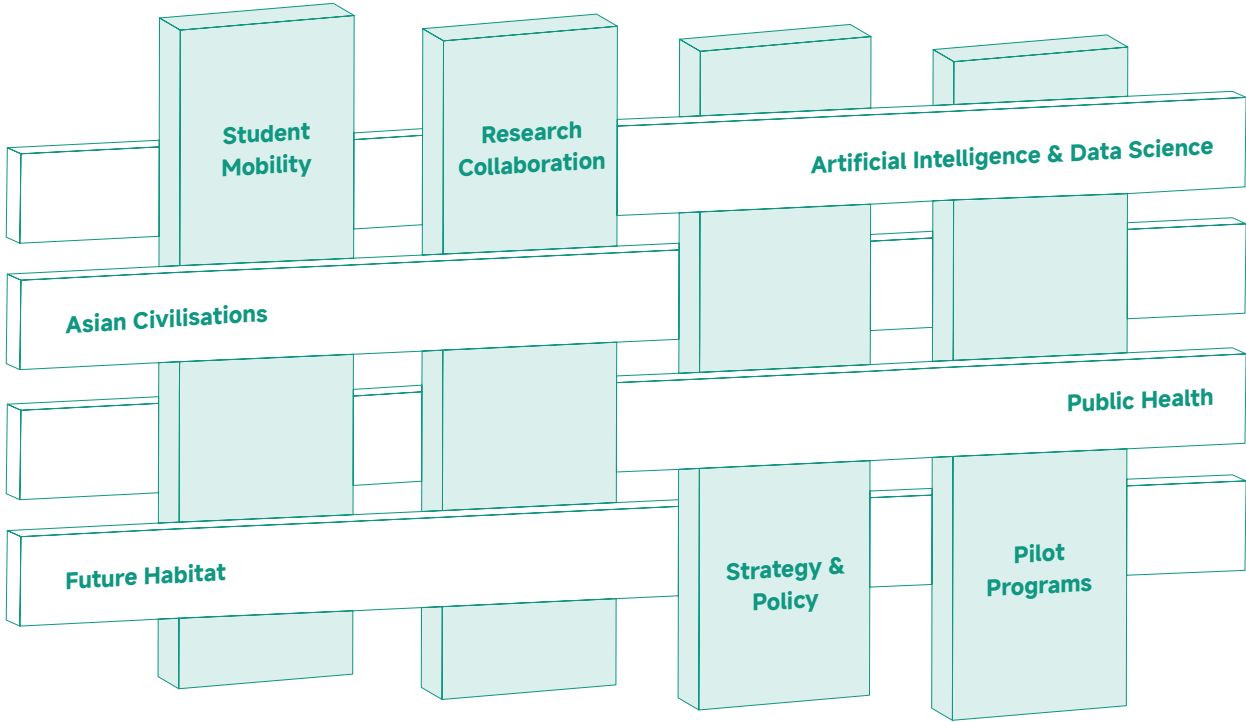 Student
Mobility
Research
Collaboration
Artificial Intelligence & Data Science
Asian Civilisations
Public Health
Future Habitat
Strategy &
Policy
Pilot
Programs